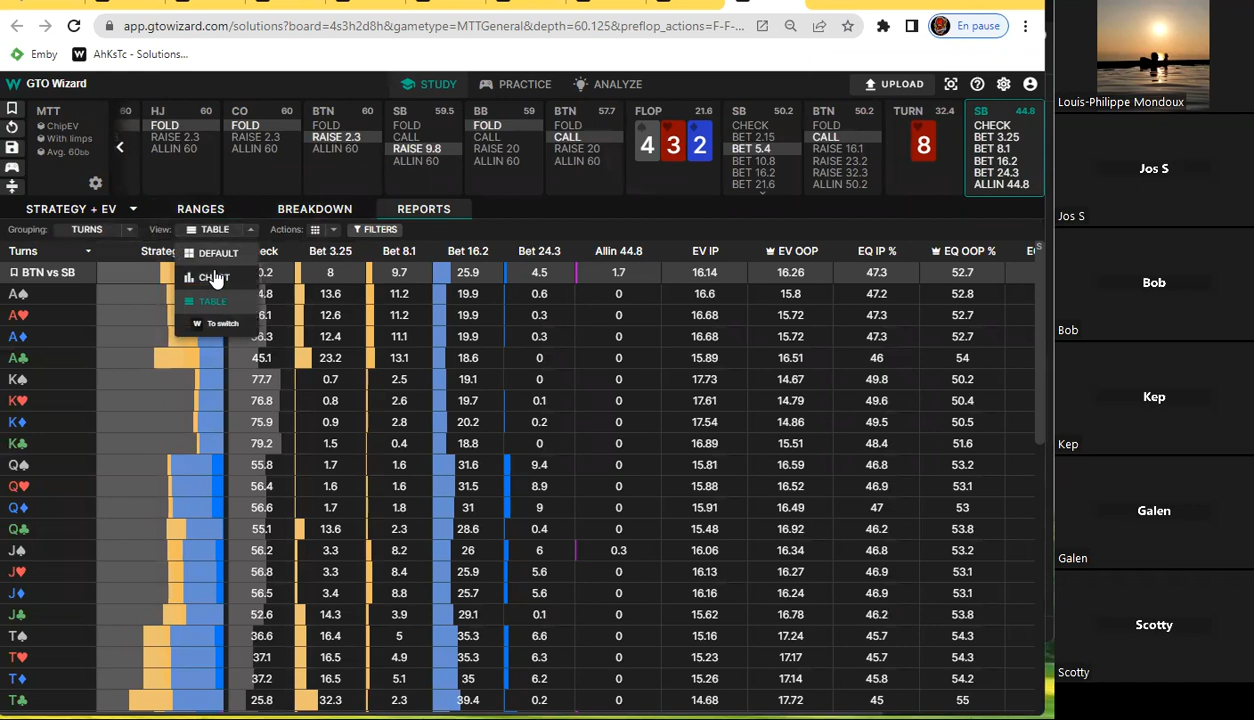 app.gtowizard.com/solutions?board=4s3h2d8h&gametype=MTTGeneral&depth=60.125&preflop_actions=F-F-...
En pause
Emby
W AhKsTc - Solutions...
GTO Wizard
STUDY PRACTICE ANALYZE UPLOAD
MTT
ChipEV
With limps
Avg. 60bb
60
HJ 60
FOLD
RAISE 2.3
ALLIN 60
CO 60
FOLD
RAISE 2.3
ALLIN 60
BTN 60
FOLD
RAISE 2.3
ALLIN 60
SB 59.5
FOLD
CALL
RAISE 9.8
ALLIN 60
BB 59
FOLD
CALL
RAISE 20
ALLIN 60
BTN 57.7
FOLD
CALL
RAISE 20
ALLIN 60
FLOP 21.6
4 3 2
SB 50.2
CHECK
BET 2.15
BET 5.4
BET 10.8
BET 16.2
BET 21.6
BTN 50.2
FOLD
CALL
RAISE 16.1
RAISE 23.2
RAISE 32.3
ALLIN 50.2
TURN 32.4
8
SB 44.8
CHECK
BET 3.25
BET 8.1
BET 16.2
BET 24.3
ALLIN 44.8
STRATEGY + EV RANGES BREAKDOWN REPORTS
Grouping: TURNS View: TABLE Actions: FILTERS
DEFAULT
TABLE
W To switch
Turns Strateg eck Bet 3.25 Bet 8.1 Bet 16.2 Bet 24.3 Allin 44.8 EV IP EV OOP EQ IP % EQ OOP % S
BTN vs SB 0.2 8 9.7 25.9 4.5 1.7 16.14 16.26 47.3 52.7
A♠ 4.8 13.6 11.2 19.9 0.6 0 16.6 15.8 47.2 52.8
A♥ 6.1 12.6 11.2 19.9 0.3 0 16.68 15.72 47.3 52.7
A♦ 6.3 12.4 11.1 19.9 0.3 0 16.68 15.72 47.3 52.7
A♣ 45.1 23.2 13.1 18.6 0 0 15.89 16.51 46 54
K♠ 77.7 0.7 2.5 19.1 0 0 17.73 14.67 49.8 50.2
K♥ 76.8 0.8 2.6 19.7 0.1 0 17.61 14.79 49.6 50.4
K♦ 75.9 0.9 2.8 20.2 0.2 0 17.54 14.86 49.5 50.5
K♣ 79.2 1.5 0.4 18.8 0 0 16.89 15.51 48.4 51.6
Q♠ 55.8 1.7 1.6 31.6 9.4 0 15.81 16.59 46.8 53.2
Q♥ 56.4 1.6 1.6 31.5 8.9 0 15.88 16.52 46.9 53.1
Q♦ 56.6 1.7 1.8 31 9 0 15.91 16.49 47 53
Q♣ 55.1 13.6 2.3 28.6 0.4 0 15.48 16.92 46.2 53.8
J♠ 56.2 3.3 8.2 26 6 0.3 16.06 16.34 46.8 53.2
J♥ 56.8 3.3 8.4 25.9 5.6 0 16.13 16.27 46.9 53.1
J♦ 56.5 3.4 8.8 25.7 5.6 0 16.16 16.24 46.9 53.1
J♣ 52.6 14.3 3.9 29.1 0.1 0 15.62 16.78 46.2 53.8
T♠ 36.6 16.4 5 35.3 6.6 0 15.16 17.24 45.7 54.3
T♥ 37.1 16.5 4.9 35.3 6.3 0 15.23 17.17 45.7 54.3
T♦ 37.2 16.5 5.1 35 6.2 0 15.26 17.14 45.8 54.2
T♣ 25.8 32.3 2.3 39.4 0.2 0 14.68 17.72 45 55
Louis-Philippe Mondoux
Jos S
Jos S
Bob
Bob
Kep
Kep
Galen
Galen
Scotty
Scotty